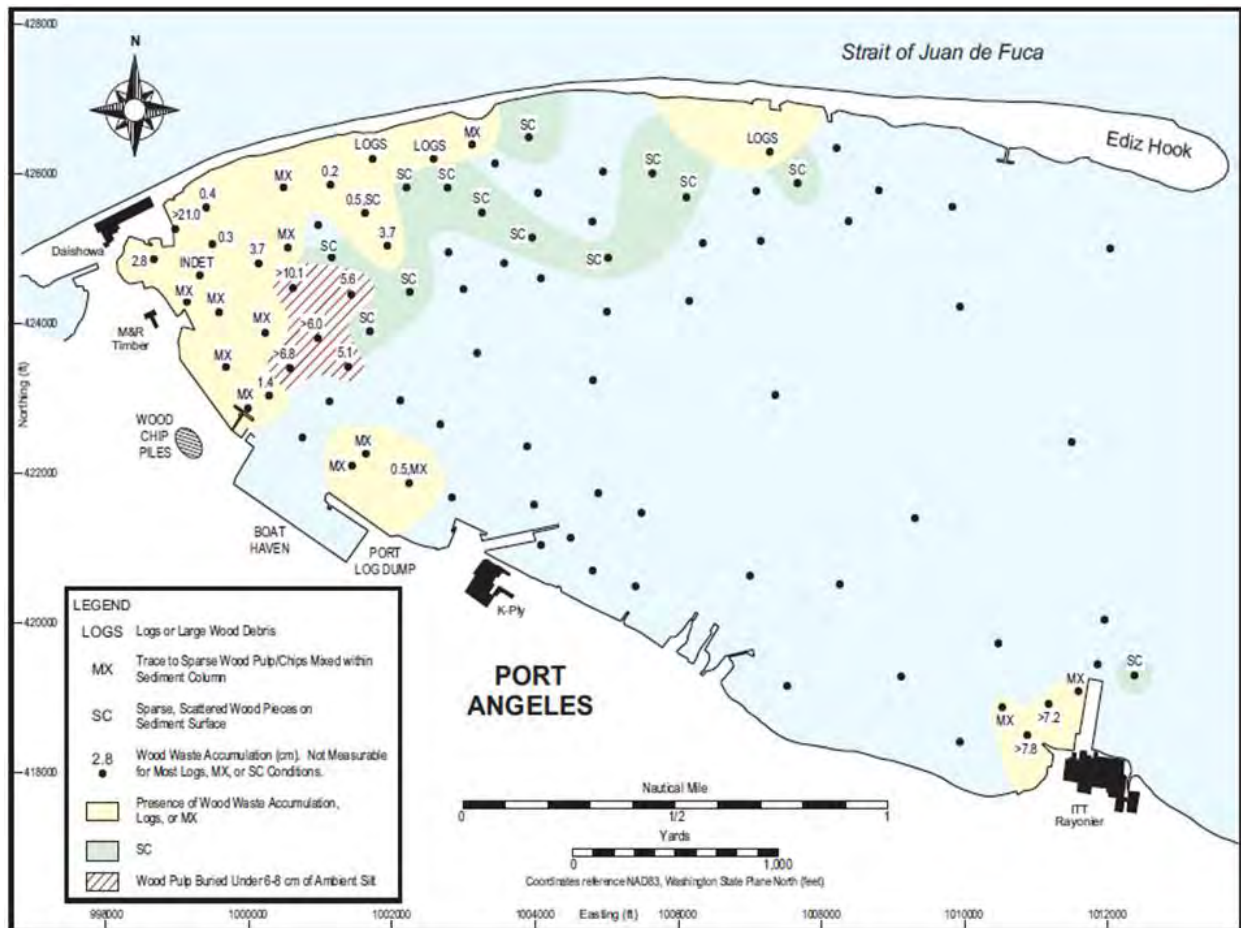 428000
Strait of Juan de Fuca
N
SC
MX
LOGS
LOGS
LOGS
Ediz Hook
426000
MX
0.2
SC
SC
SC
SC
SC
0.4
0.5,SC
SC
>21.0
Daishowa
0.3
MX
3.7
SC
2.8
INDET
3.7
SC
>10.1
5.6
SC
MX
MX
424000
M&R
Timber
MX
>6.0
SC
MX
>6.8
5.1
1.4
MX
Northing (ft)
WOOD
CHIP
PILES
MX
422000
MX
0.5,MX
BOAT
HAVEN
PORT
LOG DUMP
K-Ply
420000
PORT
ANGELES
SC
MX
MX
>7.2
>7.8
418000
ITT
Rayonier
LEGEND
LOGS Logs or Large Wood Debris
MX Trace to Sparse Wood Pulp/Chips Mixed within
Sediment Column
SC Sparse, Scattered Wood Pieces on
Sediment Surface
2.8 Wood Waste Accumulation (cm). Not Measurable
for Most Logs, MX, or SC Conditions.
Presence of Wood Waste Accumulation,
Logs, or MX
SC
Wood Pulp Buried Under 6-8 cm of Ambient Silt
Nautical Mile
0 1/2 1
Yards
0 1,000
Coordinates reference NAD83, Washington State Plane North (feet)
998000 1000000 1002000 1004000 Easting (ft) 1006000 1008000 1010000 1012000